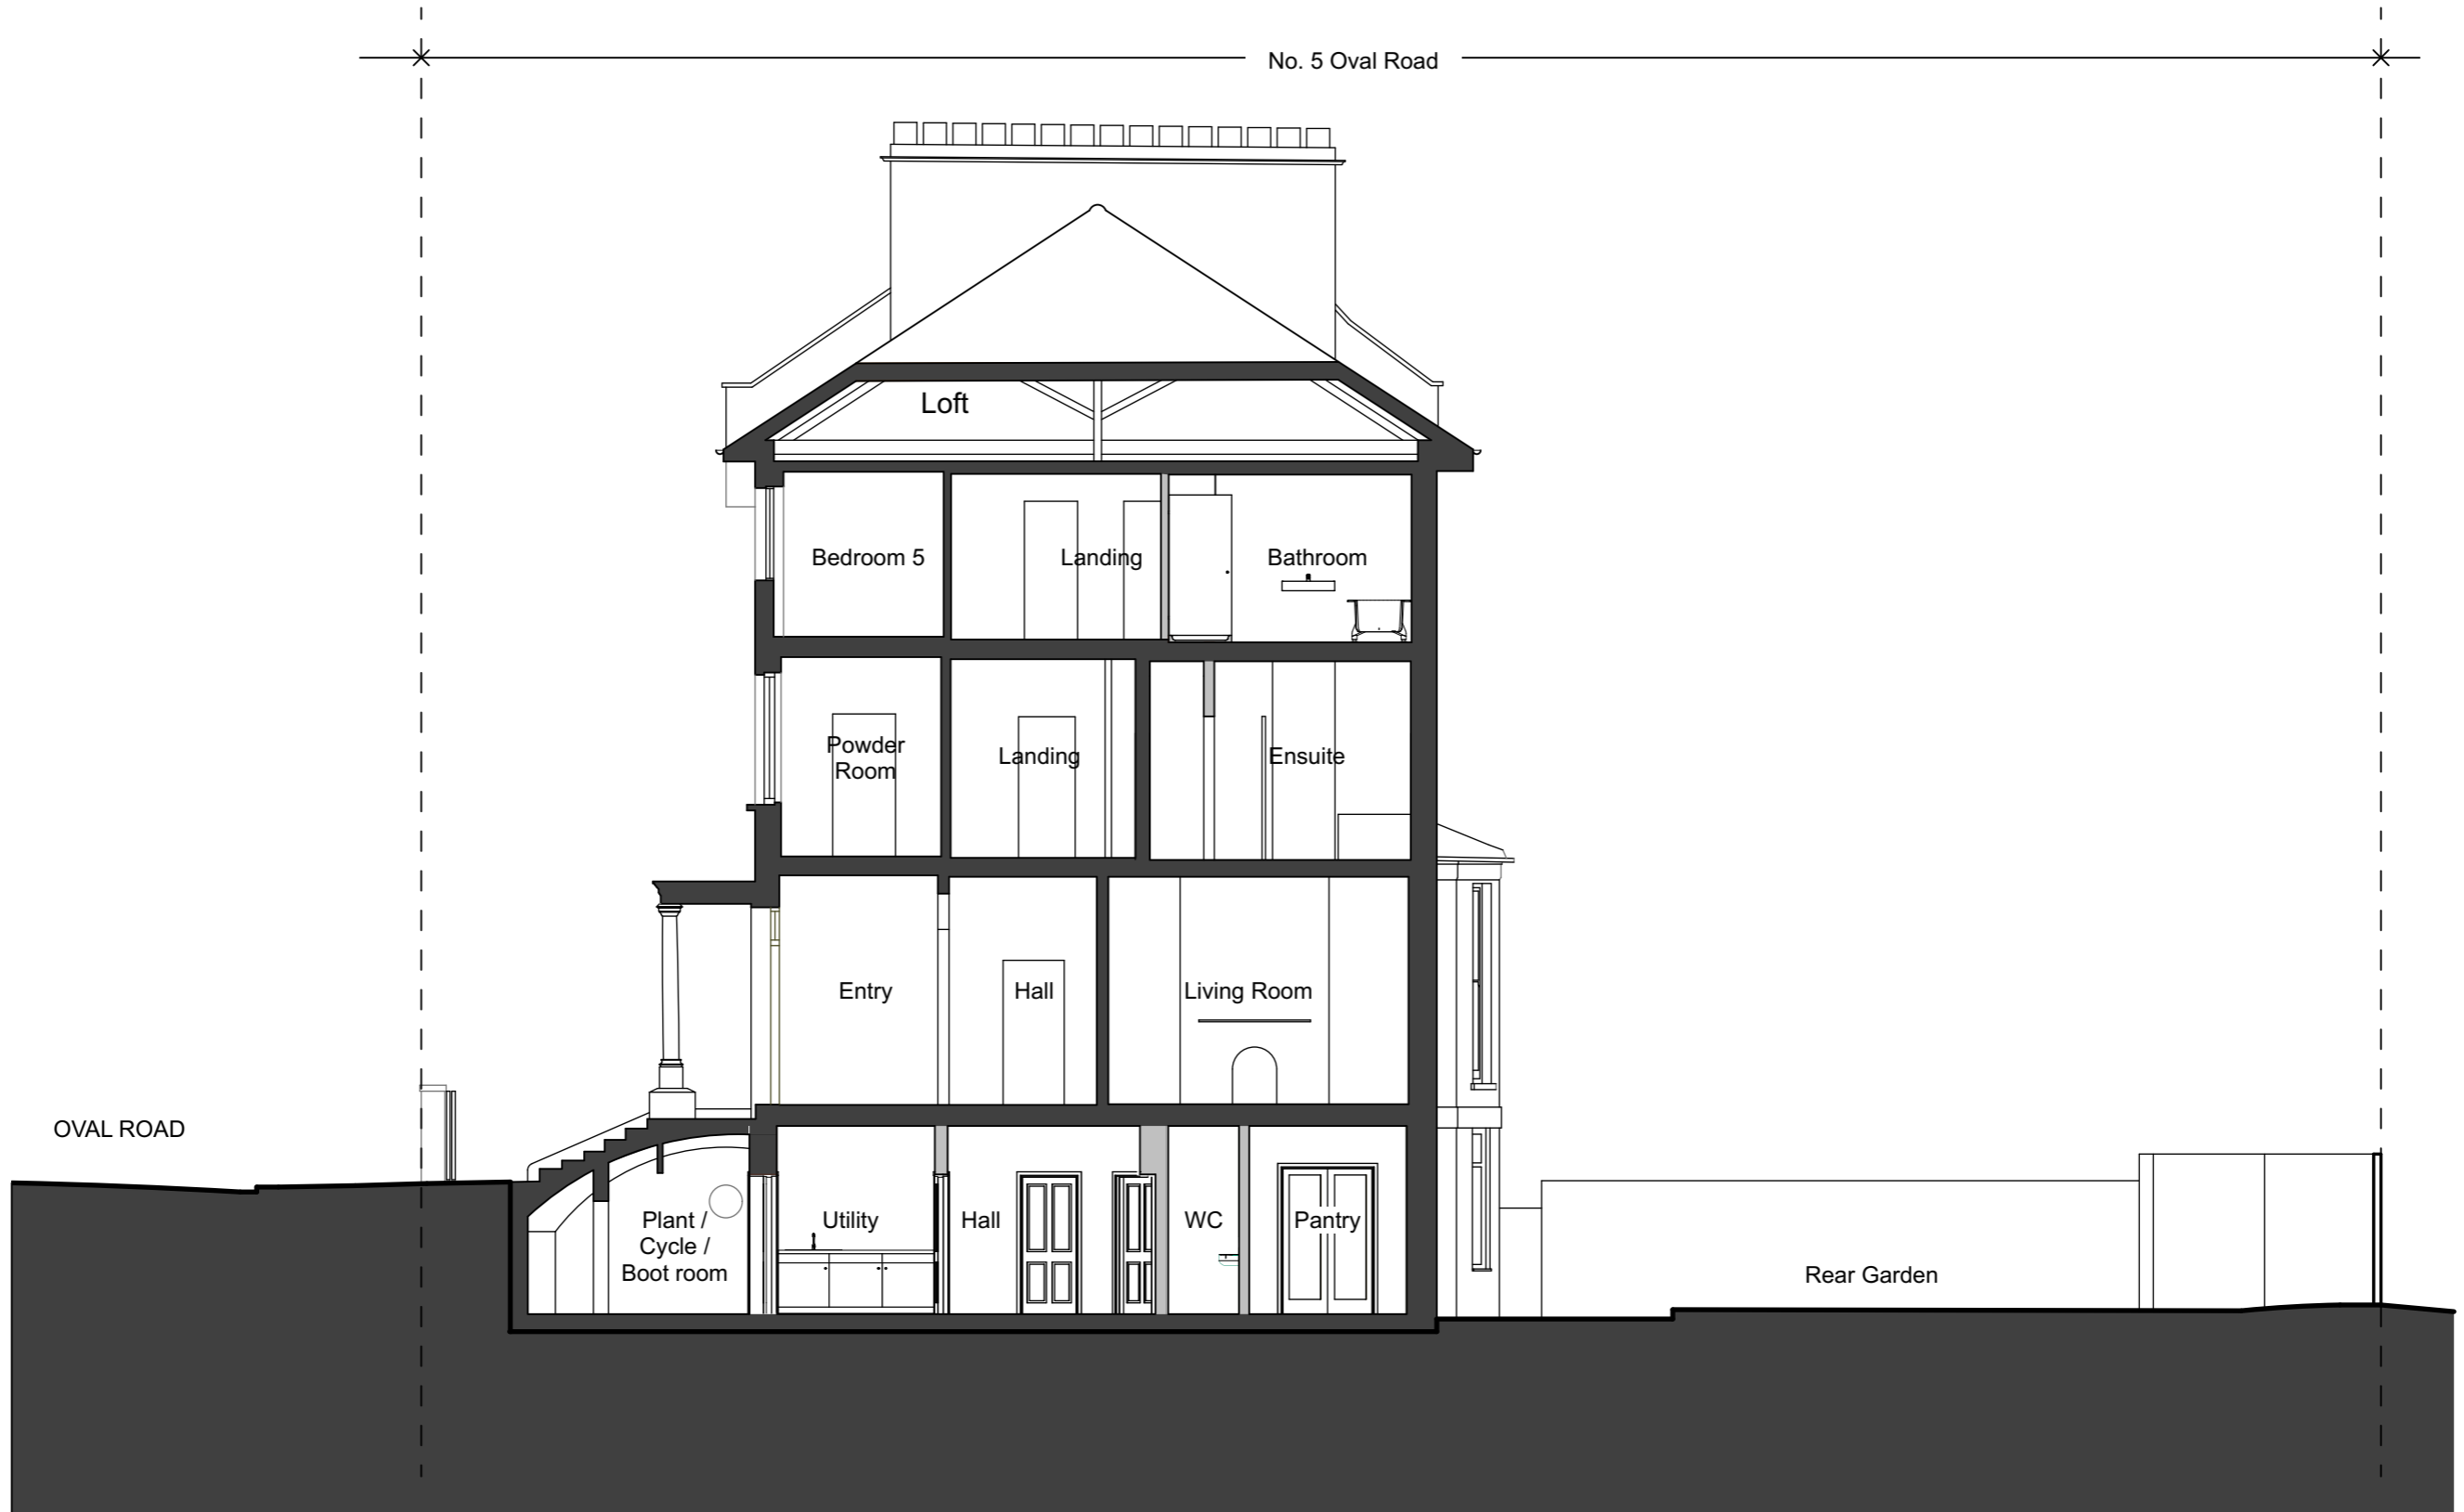 No. 5 Oval Road
Loft
Bedroom 5
Landing
Bathroom
Powder
Room
Landing
Ensuite
Entry
Hall
Living Room
OVAL ROAD
Plant /
Cycle /
Boot room
Utility
Hall
WC
Pantry
Rear Garden